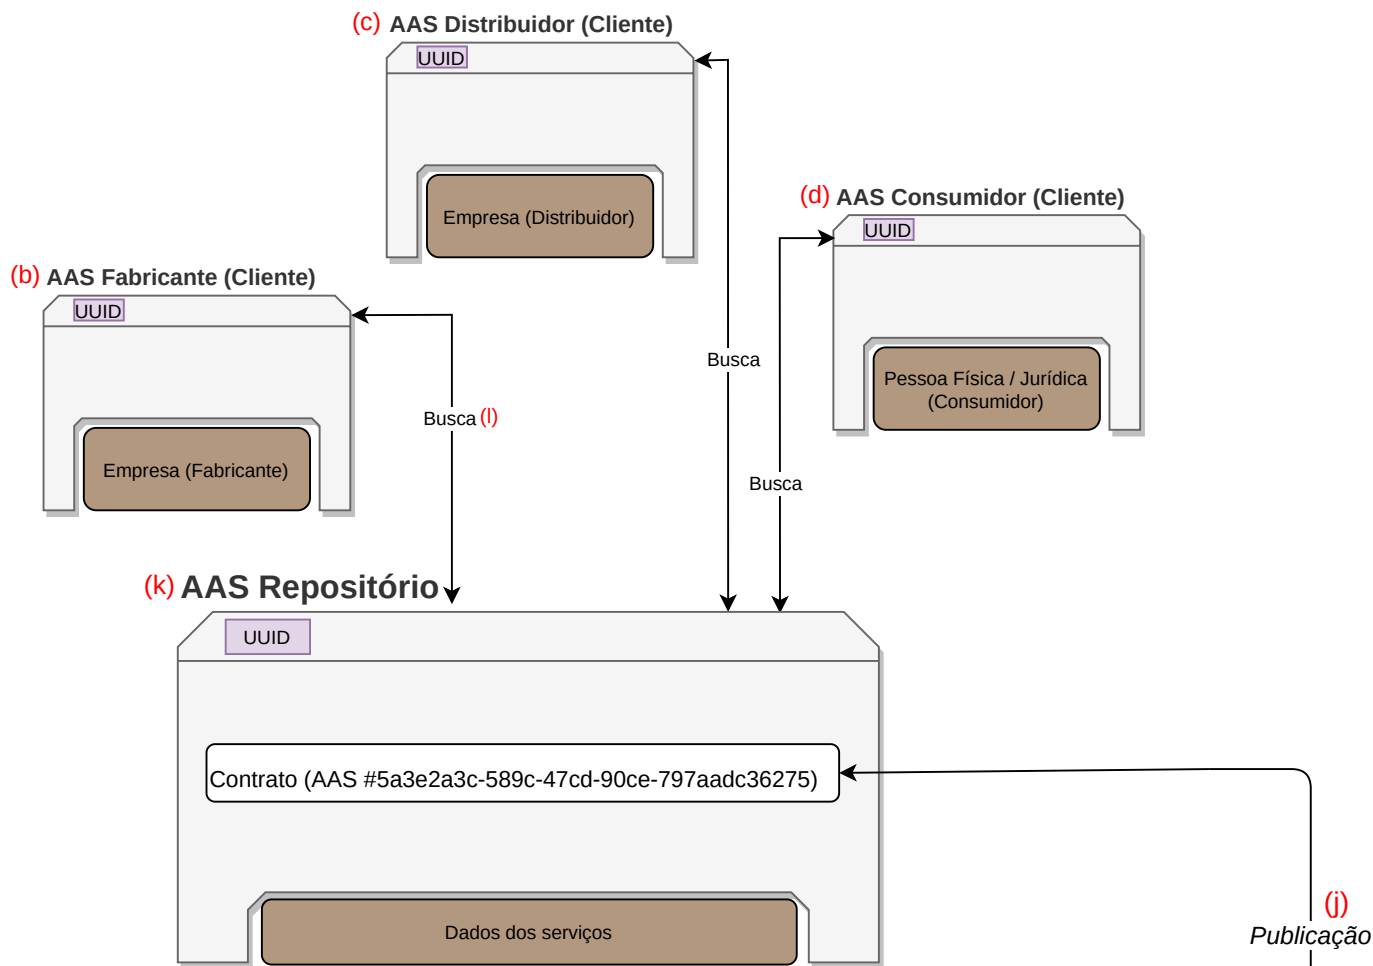 (c) AAS Distribuidor (Cliente)
UUID
Empresa (Distribuidor)
(d) AAS Consumidor (Cliente)
UUID
Pessoa Física / Jurídica
(Consumidor)
(b) AAS Fabricante (Cliente)
UUID
Empresa (Fabricante)
Busca
Busca (l)
Busca
(k) AAS Repositório
UUID
Contrato (AAS #5a3e2a3c-589c-47cd-90ce-797aadc36275)
Dados dos serviços
(j)
Publicação